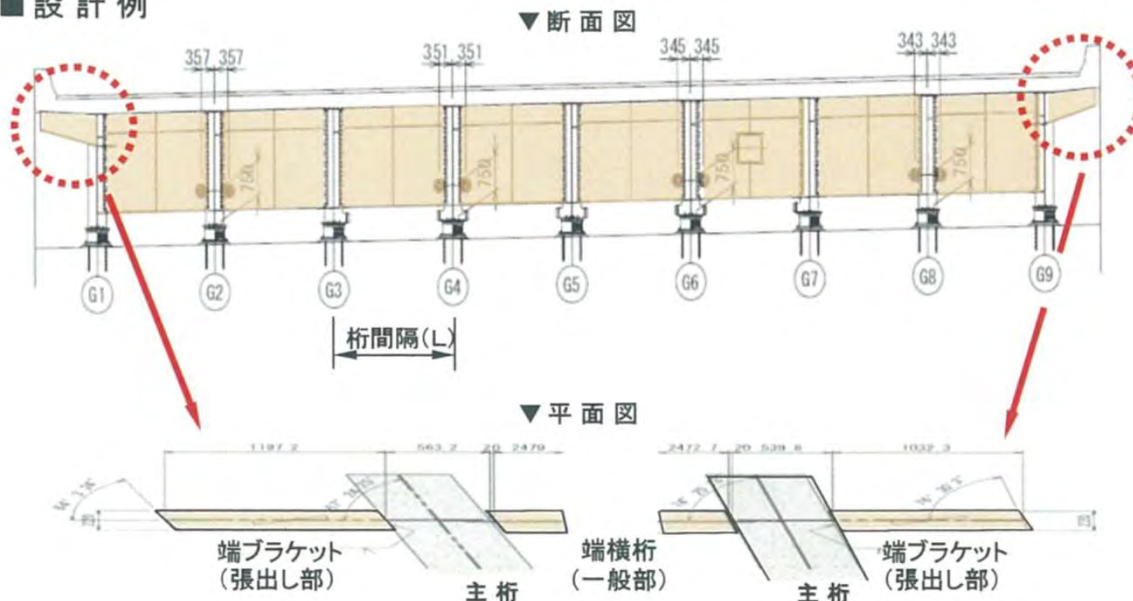 ■ 設計例
▼断面図
357 357
351 351
345 345
343 343
750
750
750
750
G1
G2
G3
G4
G5
G6
G7
G8
G9
桁間隔(L)
▼平面図
1197.2
563.2
20
2479
2472.7
20
539.6
1032.3
端ブラケット
(張出し部)
主桁
端横桁
(一般部)
端ブラケット
(張出し部)
主桁